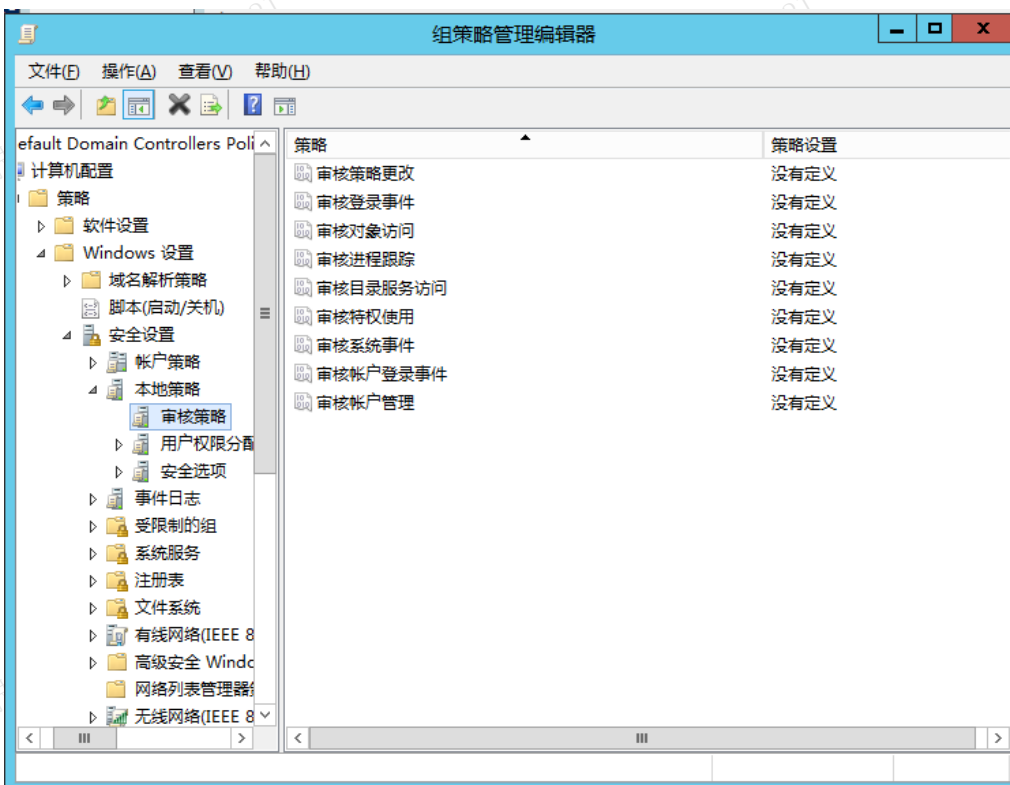 组策略管理编辑器
文件(F) 操作(A) 查看(V) 帮助(H)
efault Domain Controllers Poli
计算机配置
策略
软件设置
Windows 设置
域名解析策略
脚本(启动/关机)
安全设置
帐户策略
本地策略
审核策略
用户权限分配
安全选项
事件日志
受限制的组
系统服务
注册表
文件系统
有线网络(IEEE 8
高级安全 Windo
网络列表管理器
无线网络(IEEE 8
策略 策略设置
审核策略更改 没有定义
审核登录事件 没有定义
审核对象访问 没有定义
审核进程跟踪 没有定义
审核目录服务访问 没有定义
审核特权使用 没有定义
审核系统事件 没有定义
审核帐户登录事件 没有定义
审核帐户管理 没有定义